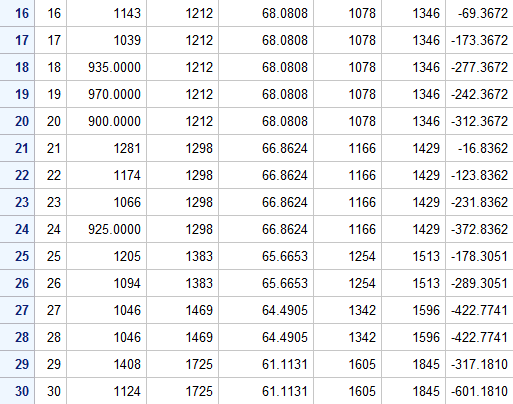 16 16 1143 1212 68.0808 1078 1346 -69.3672
17 17 1039 1212 68.0808 1078 1346 -173.3672
18 18 935.0000 1212 68.0808 1078 1346 -277.3672
19 19 970.0000 1212 68.0808 1078 1346 -242.3672
20 20 900.0000 1212 68.0808 1078 1346 -312.3672
21 21 1281 1298 66.8624 1166 1429 -16.8362
22 22 1174 1298 66.8624 1166 1429 -123.8362
23 23 1066 1298 66.8624 1166 1429 -231.8362
24 24 925.0000 1298 66.8624 1166 1429 -372.8362
25 25 1205 1383 65.6653 1254 1513 -178.3051
26 26 1094 1383 65.6653 1254 1513 -289.3051
27 27 1046 1469 64.4905 1342 1596 -422.7741
28 28 1046 1469 64.4905 1342 1596 -422.7741
29 29 1408 1725 61.1131 1605 1845 -317.1810
30 30 1124 1725 61.1131 1605 1845 -601.1810